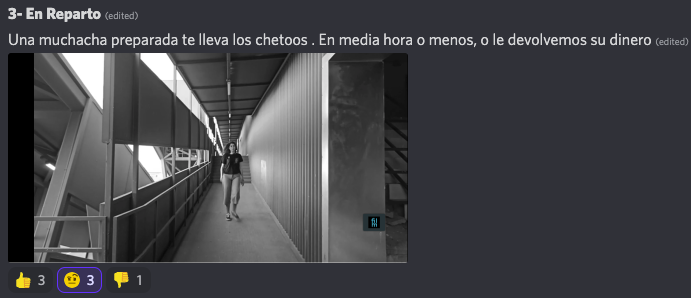 3- En Reparto (edited)
Una muchacha preparada te lleva los chetoos . En media hora o menos, o le devolvemos su dinero (edited)
3 3 1